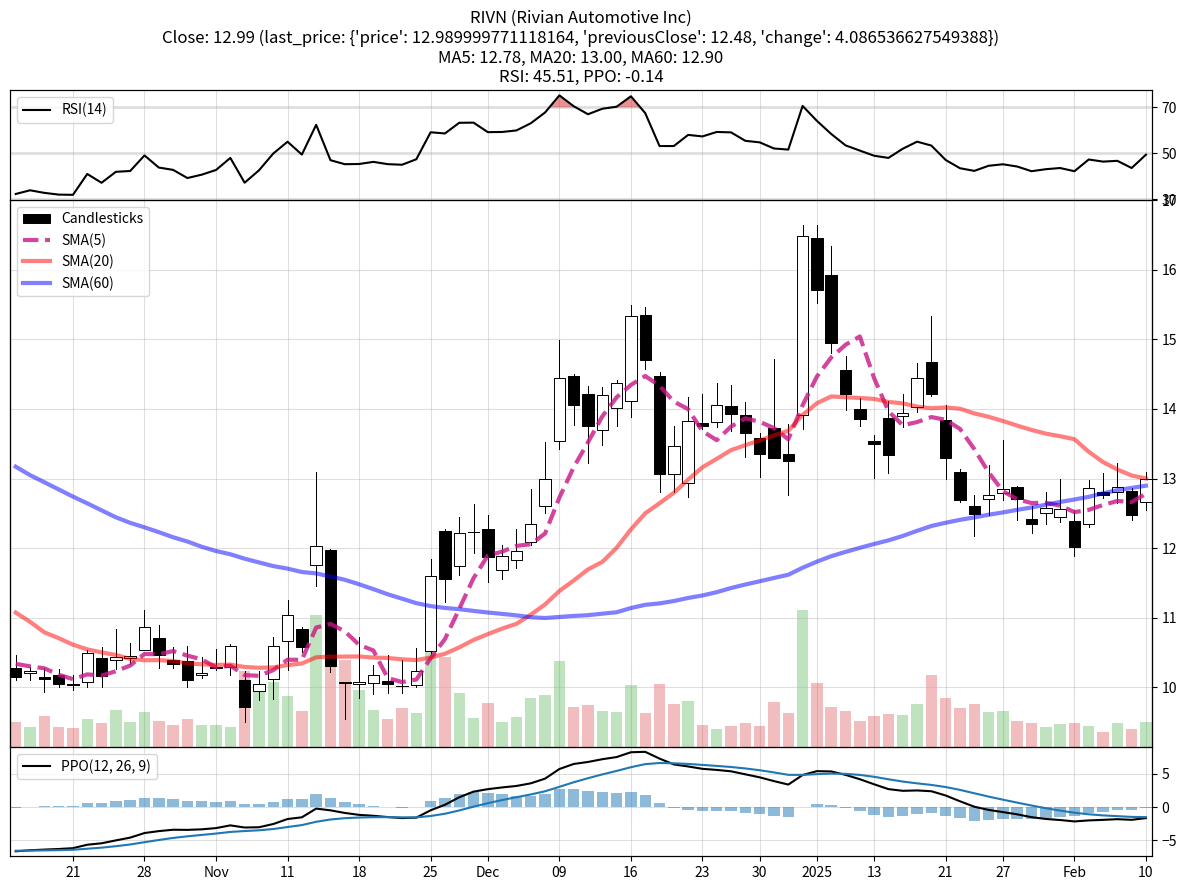 RIVN (Rivian Automotive Inc)
Close: 12.99 (last_price: {'price': 12.989999771118164, 'previousClose': 12.48, 'change': 4.086536627549388})
MA5: 12.78, MA20: 13.00, MA60: 12.90
RSI: 45.51, PPO: -0.14
RSI(14)
70
50
30
17
Candlesticks
SMA(5)
SMA(20)
SMA(60)
16
15
14
13
12
11
10
PPO(12, 26, 9)
5
0
−5
21 28 Nov 11 18 25 Dec 09 16 23 30 2025 13 21 27 Feb 10